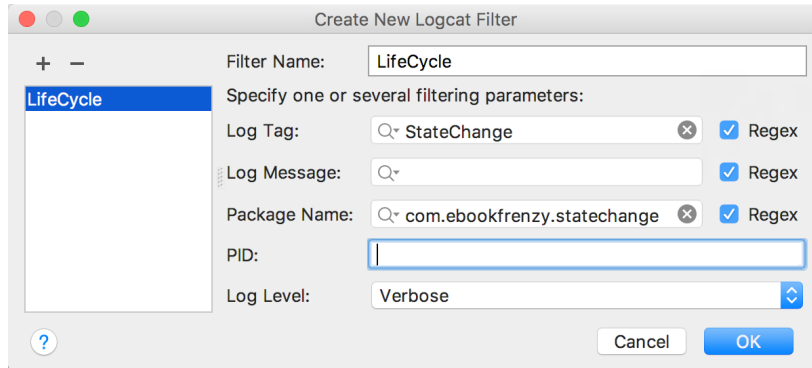 Create New Logcat Filter
+ −
Filter Name: LifeCycle
LifeCycle
Specify one or several filtering parameters:
Log Tag: StateChange Regex
Log Message: Regex
Package Name: com.ebookfrenzy.statechange Regex
PID:
Log Level: Verbose
? Cancel OK